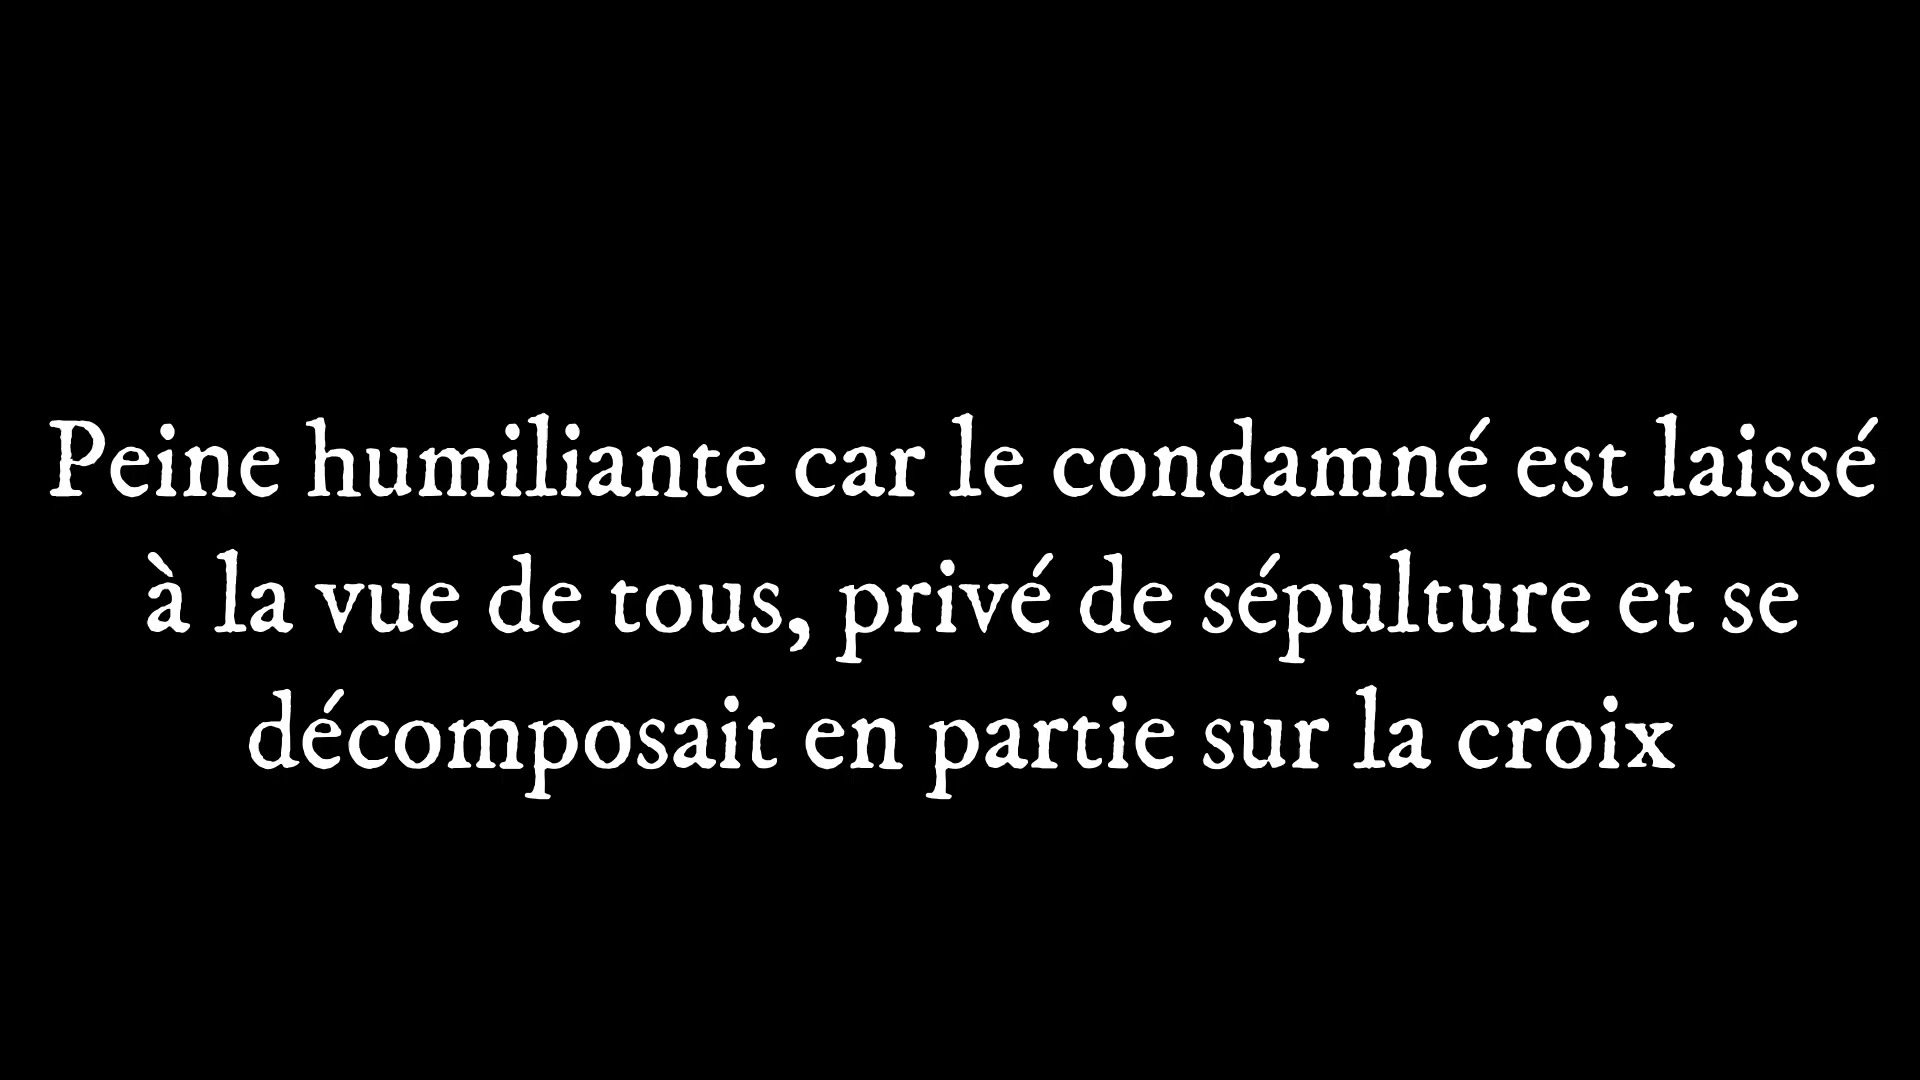 Peine humiliante car le condamné est laissé
à la vue de tous, privé de sépulture et se
décomposait en partie sur la croix